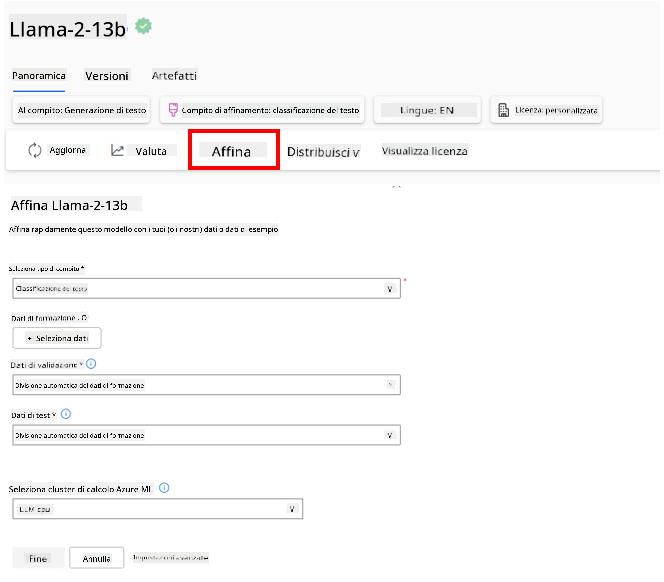 Llama-2-13b
Panoramica Versioni Artefatti
AI compito: Generazione di testo Compito di affinamento: classificazione del testo Lingue: EN Licenza: personalizzata
Aggiorna Valuta Affina Distribuisci v Visualizza licenza
Affina Llama-2-13b
Affina rapidamente questo modello con i tuoi (o i nostri) dati o dati di esempio
Seleziona tipo di compito *
Classificazione del testo v
Dati di formazione
+ Seleziona dati
Dati di validazione *
Divisione automatica dei dati di formazione
Dati di test *
Divisione automatica dei dati di formazione v
Seleziona cluster di calcolo Azure ML
v
Fine Annulla Impostazioni avanzate